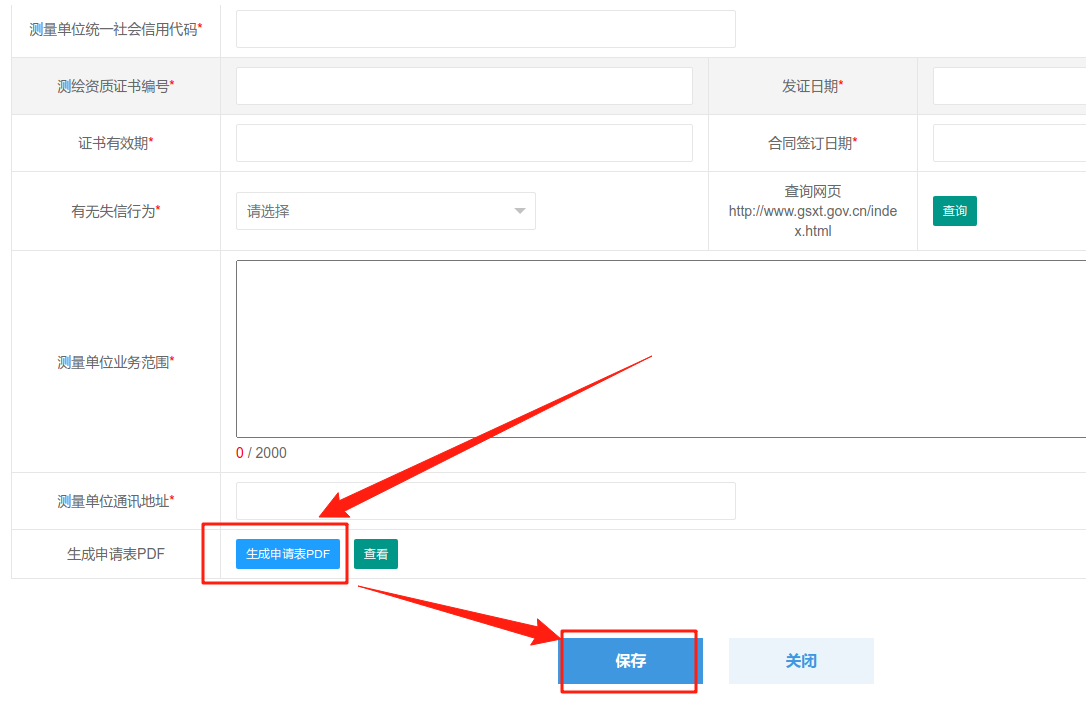 测量单位统一社会信用代码*
测绘资质证书编号*
发证日期*
证书有效期*
合同签订日期*
有无失信行为*
请选择
查询网页
http://www.gsxt.gov.cn/inde
x.html
查询
测量单位业务范围*
0 / 2000
测量单位通讯地址*
生成申请表PDF
生成申请表PDF
查看
保存
关闭